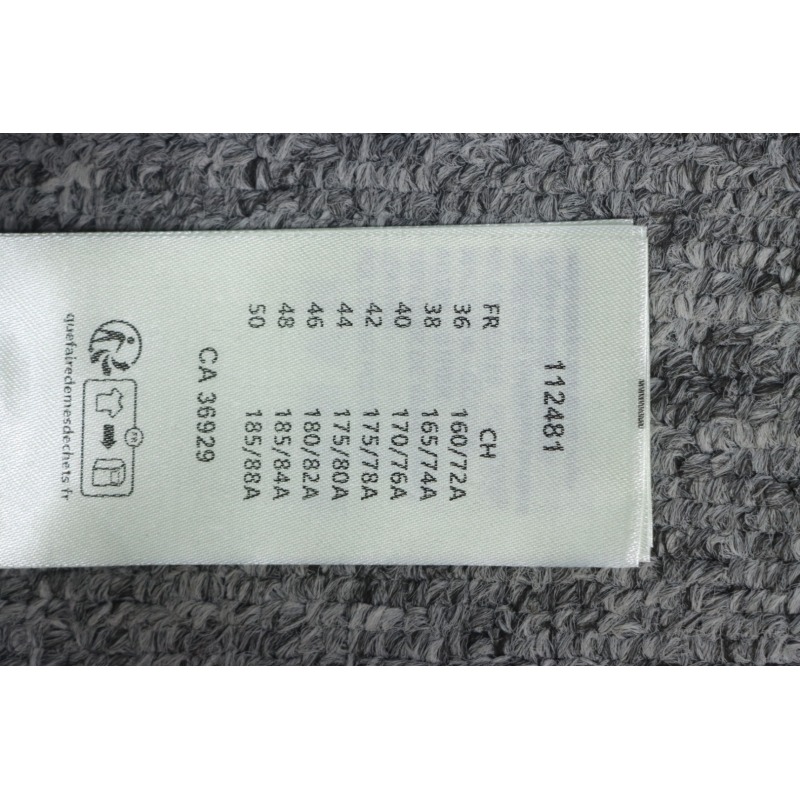 112481
FR CH
36 160/72A
38 165/74A
40 170/76A
42 175/78A
44 175/80A
46 180/82A
48 185/84A
50 185/88A
CA 36929
FR
quefairedemesdechets.fr